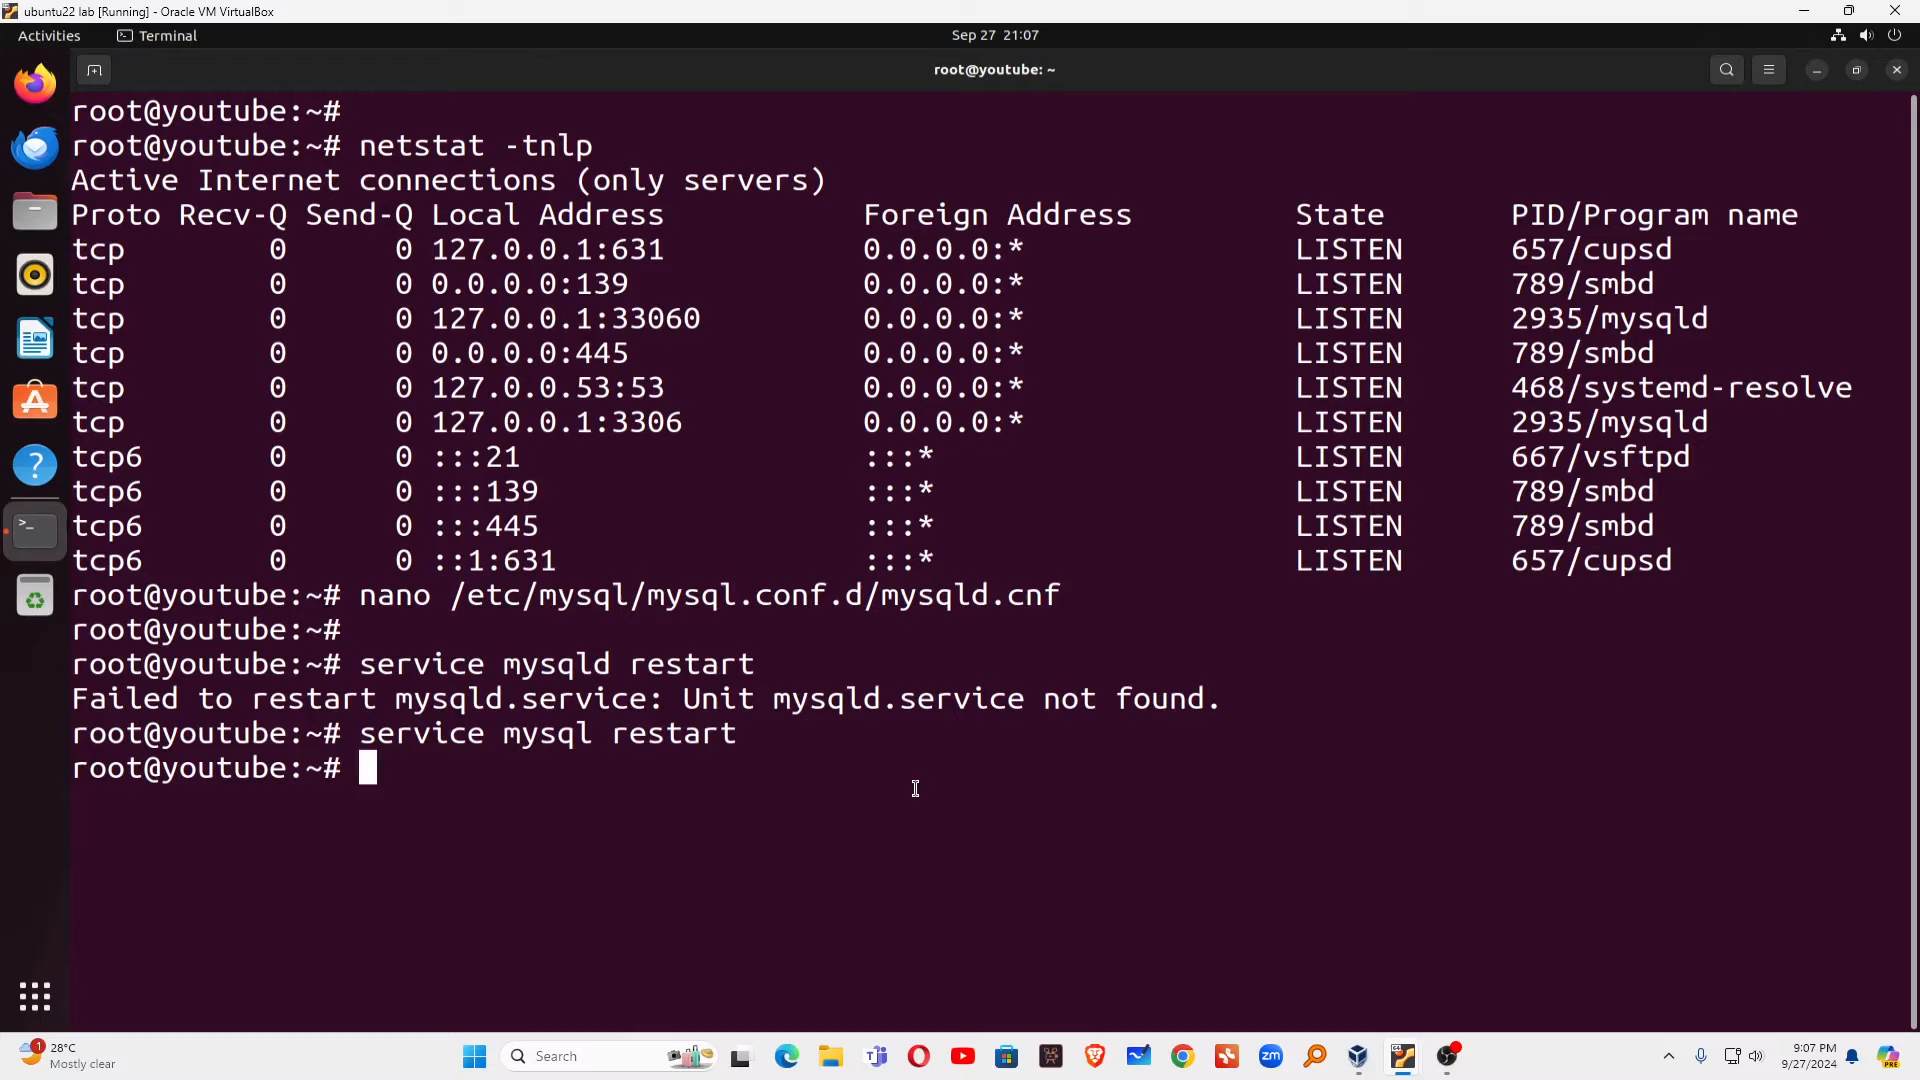 ubuntu22 lab [Running] - Oracle VM VirtualBox
Activities Terminal Sep 27 21:07
root@youtube: ~
root@youtube:~#
root@youtube:~# netstat -tnlp
Active Internet connections (only servers)
Proto Recv-Q Send-Q Local Address Foreign Address State PID/Program name
tcp 0 0 127.0.0.1:631 0.0.0.0:* LISTEN 657/cupsd
tcp 0 0 0.0.0.0:139 0.0.0.0:* LISTEN 789/smbd
tcp 0 0 127.0.0.1:33060 0.0.0.0:* LISTEN 2935/mysqld
tcp 0 0 0.0.0.0:445 0.0.0.0:* LISTEN 789/smbd
tcp 0 0 127.0.0.53:53 0.0.0.0:* LISTEN 468/systemd-resolve
tcp 0 0 127.0.0.1:3306 0.0.0.0:* LISTEN 2935/mysqld
tcp6 0 0 :::21 :::* LISTEN 667/vsftpd
tcp6 0 0 :::139 :::* LISTEN 789/smbd
tcp6 0 0 :::445 :::* LISTEN 789/smbd
tcp6 0 0 ::1:631 :::* LISTEN 657/cupsd
root@youtube:~# nano /etc/mysql/mysql.conf.d/mysqld.cnf
root@youtube:~#
root@youtube:~# service mysqld restart
Failed to restart mysqld.service: Unit mysqld.service not found.
root@youtube:~# service mysql restart
root@youtube:~#
1 28°C
Mostly clear
Search
zm
9:07 PM
9/27/2024
PRE